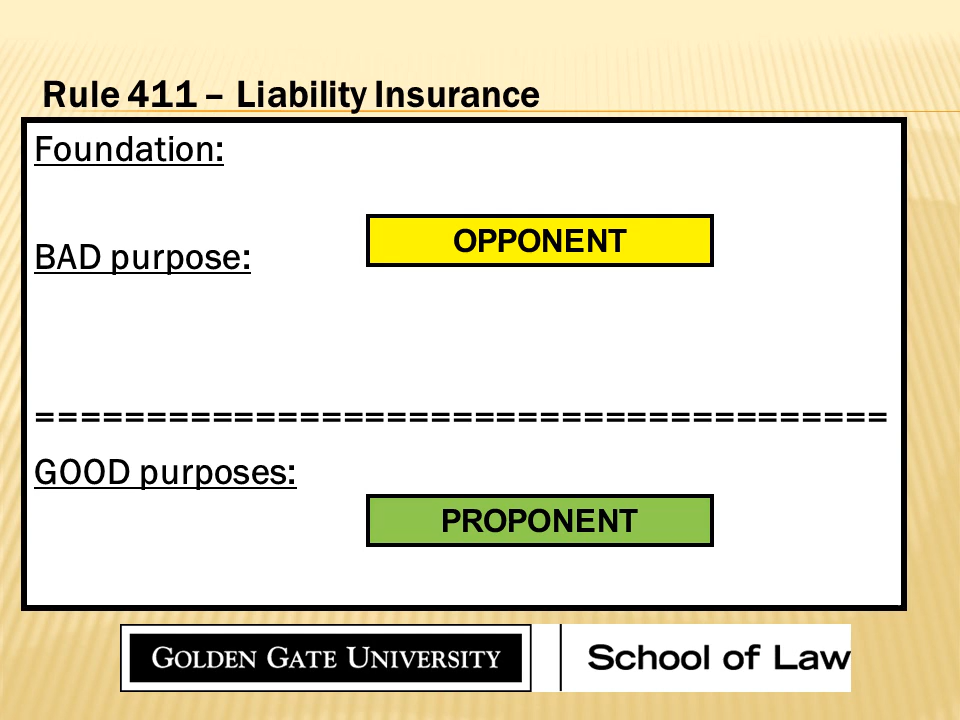 Rule 411 – Liability Insurance
Foundation:
OPPONENT
BAD purpose:
======================================
GOOD purposes:
PROPONENT
GOLDEN GATE UNIVERSITY
School of Law